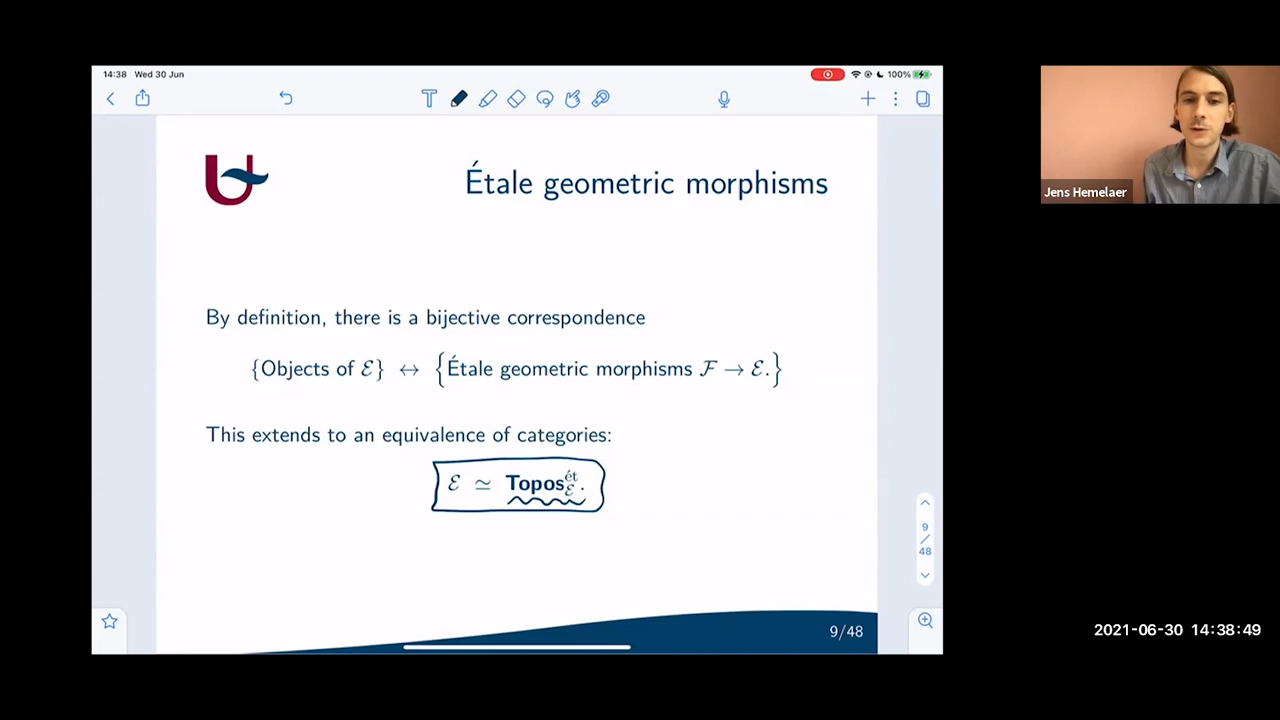 14:38 Wed 30 Jun
100%
T
Étale geometric morphisms
By definition, there is a bijective correspondence
{Objects of ℰ} ↔ {Étale geometric morphisms ℱ → ℰ.}
This extends to an equivalence of categories:
ℰ ≃ Topos^ét_ℰ.
9
/
48
9/48
Jens Hemelaer
2021-06-30 14:38:49